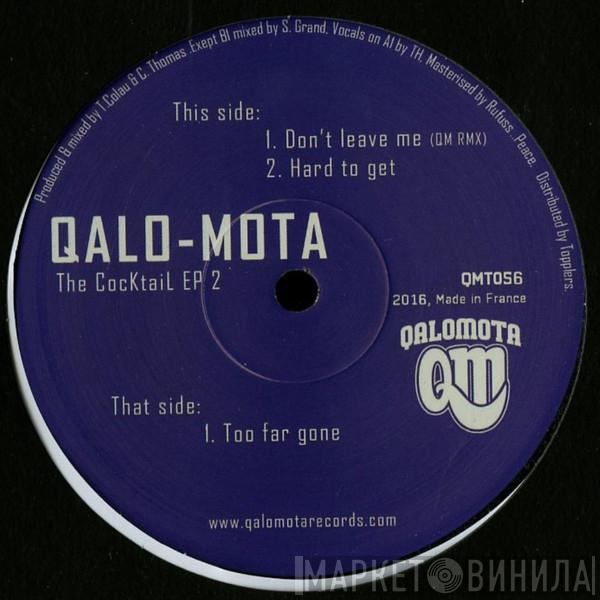 Produced & mixed by T.Colau & C. Thomas .Exept B1 mixed by S. Grand. Vocals on A1 by TH. Masterised by Rufuss . Peace. Distributed by Topplers.
This side:
1. Don't leave me (QM RMX)
2. Hard to get
QALO-MOTA
The CocKtaiL EP 2
QMT056
2016, Made in France
QALOMOTA
QM
That side:
1. Too far gone
www.qalomotarecords.com
МАРКЕТ ВИНИЛА